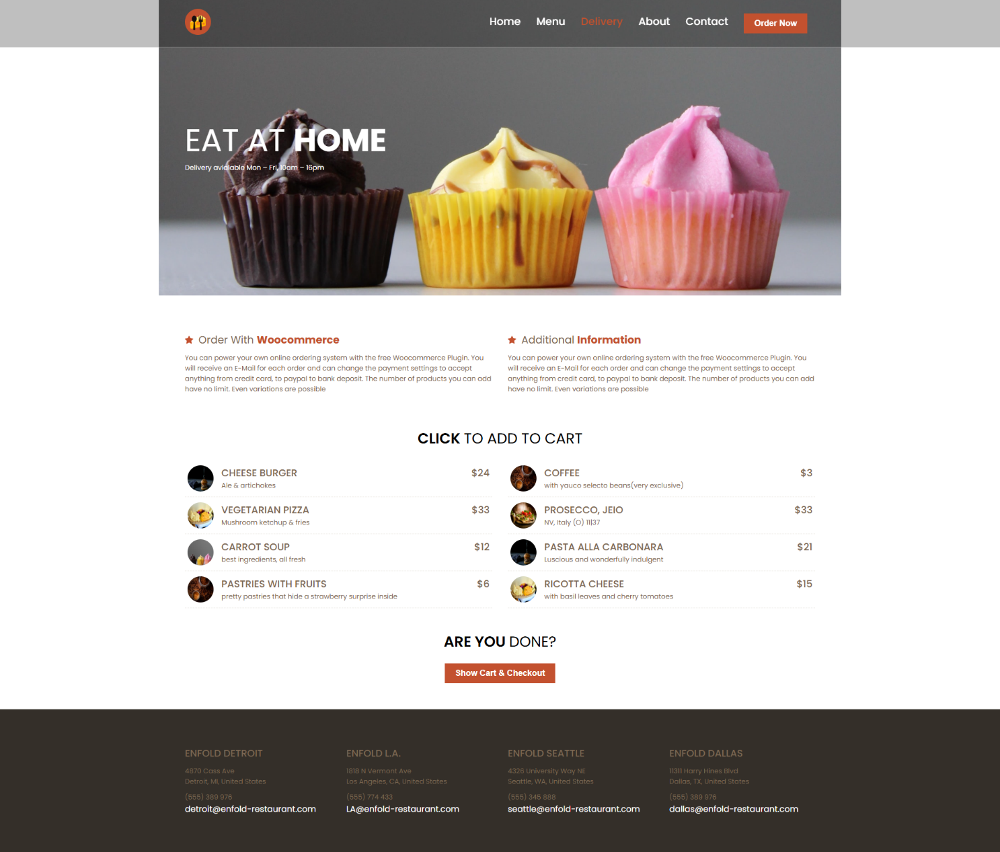 Home Menu Delivery About Contact Order Now
EAT AT HOME
Delivery avialable Mon – Fri, 10am – 16pm
Order With Woocommerce
You can power your own online ordering system with the free Woocommerce Plugin. You
will receive an E-Mail for each order and can change the payment settings to accept
anything from credit card, to paypal to bank deposit. The number of products you can add
have no limit. Even variations are possible
Additional Information
You can power your own online ordering system with the free Woocommerce Plugin. You
will receive an E-Mail for each order and can change the payment settings to accept
anything from credit card, to paypal to bank deposit. The number of products you can add
have no limit. Even variations are possible
CLICK TO ADD TO CART
CHEESE BURGER $24
Ale & artichokes
VEGETARIAN PIZZA $33
Mushroom ketchup & fries
CARROT SOUP $12
best ingredients, all fresh
PASTRIES WITH FRUITS $6
pretty pastries that hide a strawberry surprise inside
COFFEE $3
with yauco selecto beans(very exclusive)
PROSECCO, JEIO $33
NV, Italy (O) 11|37
PASTA ALLA CARBONARA $21
Luscious and wonderfully indulgent
RICOTTA CHEESE $15
with basil leaves and cherry tomatoes
ARE YOU DONE?
Show Cart & Checkout
ENFOLD DETROIT
4870 Cass Ave
Detroit, MI, United States
(555) 389 976
detroit@enfold-restaurant.com
ENFOLD L.A.
1818 N Vermont Ave
Los Angeles, CA, United States
(555) 774 433
LA@enfold-restaurant.com
ENFOLD SEATTLE
4326 University Way NE
Seattle, WA, United States
(555) 345 888
seattle@enfold-restaurant.com
ENFOLD DALLAS
11311 Harry Hines Blvd
Dallas, TX, United States
(555) 389 976
dallas@enfold-restaurant.com